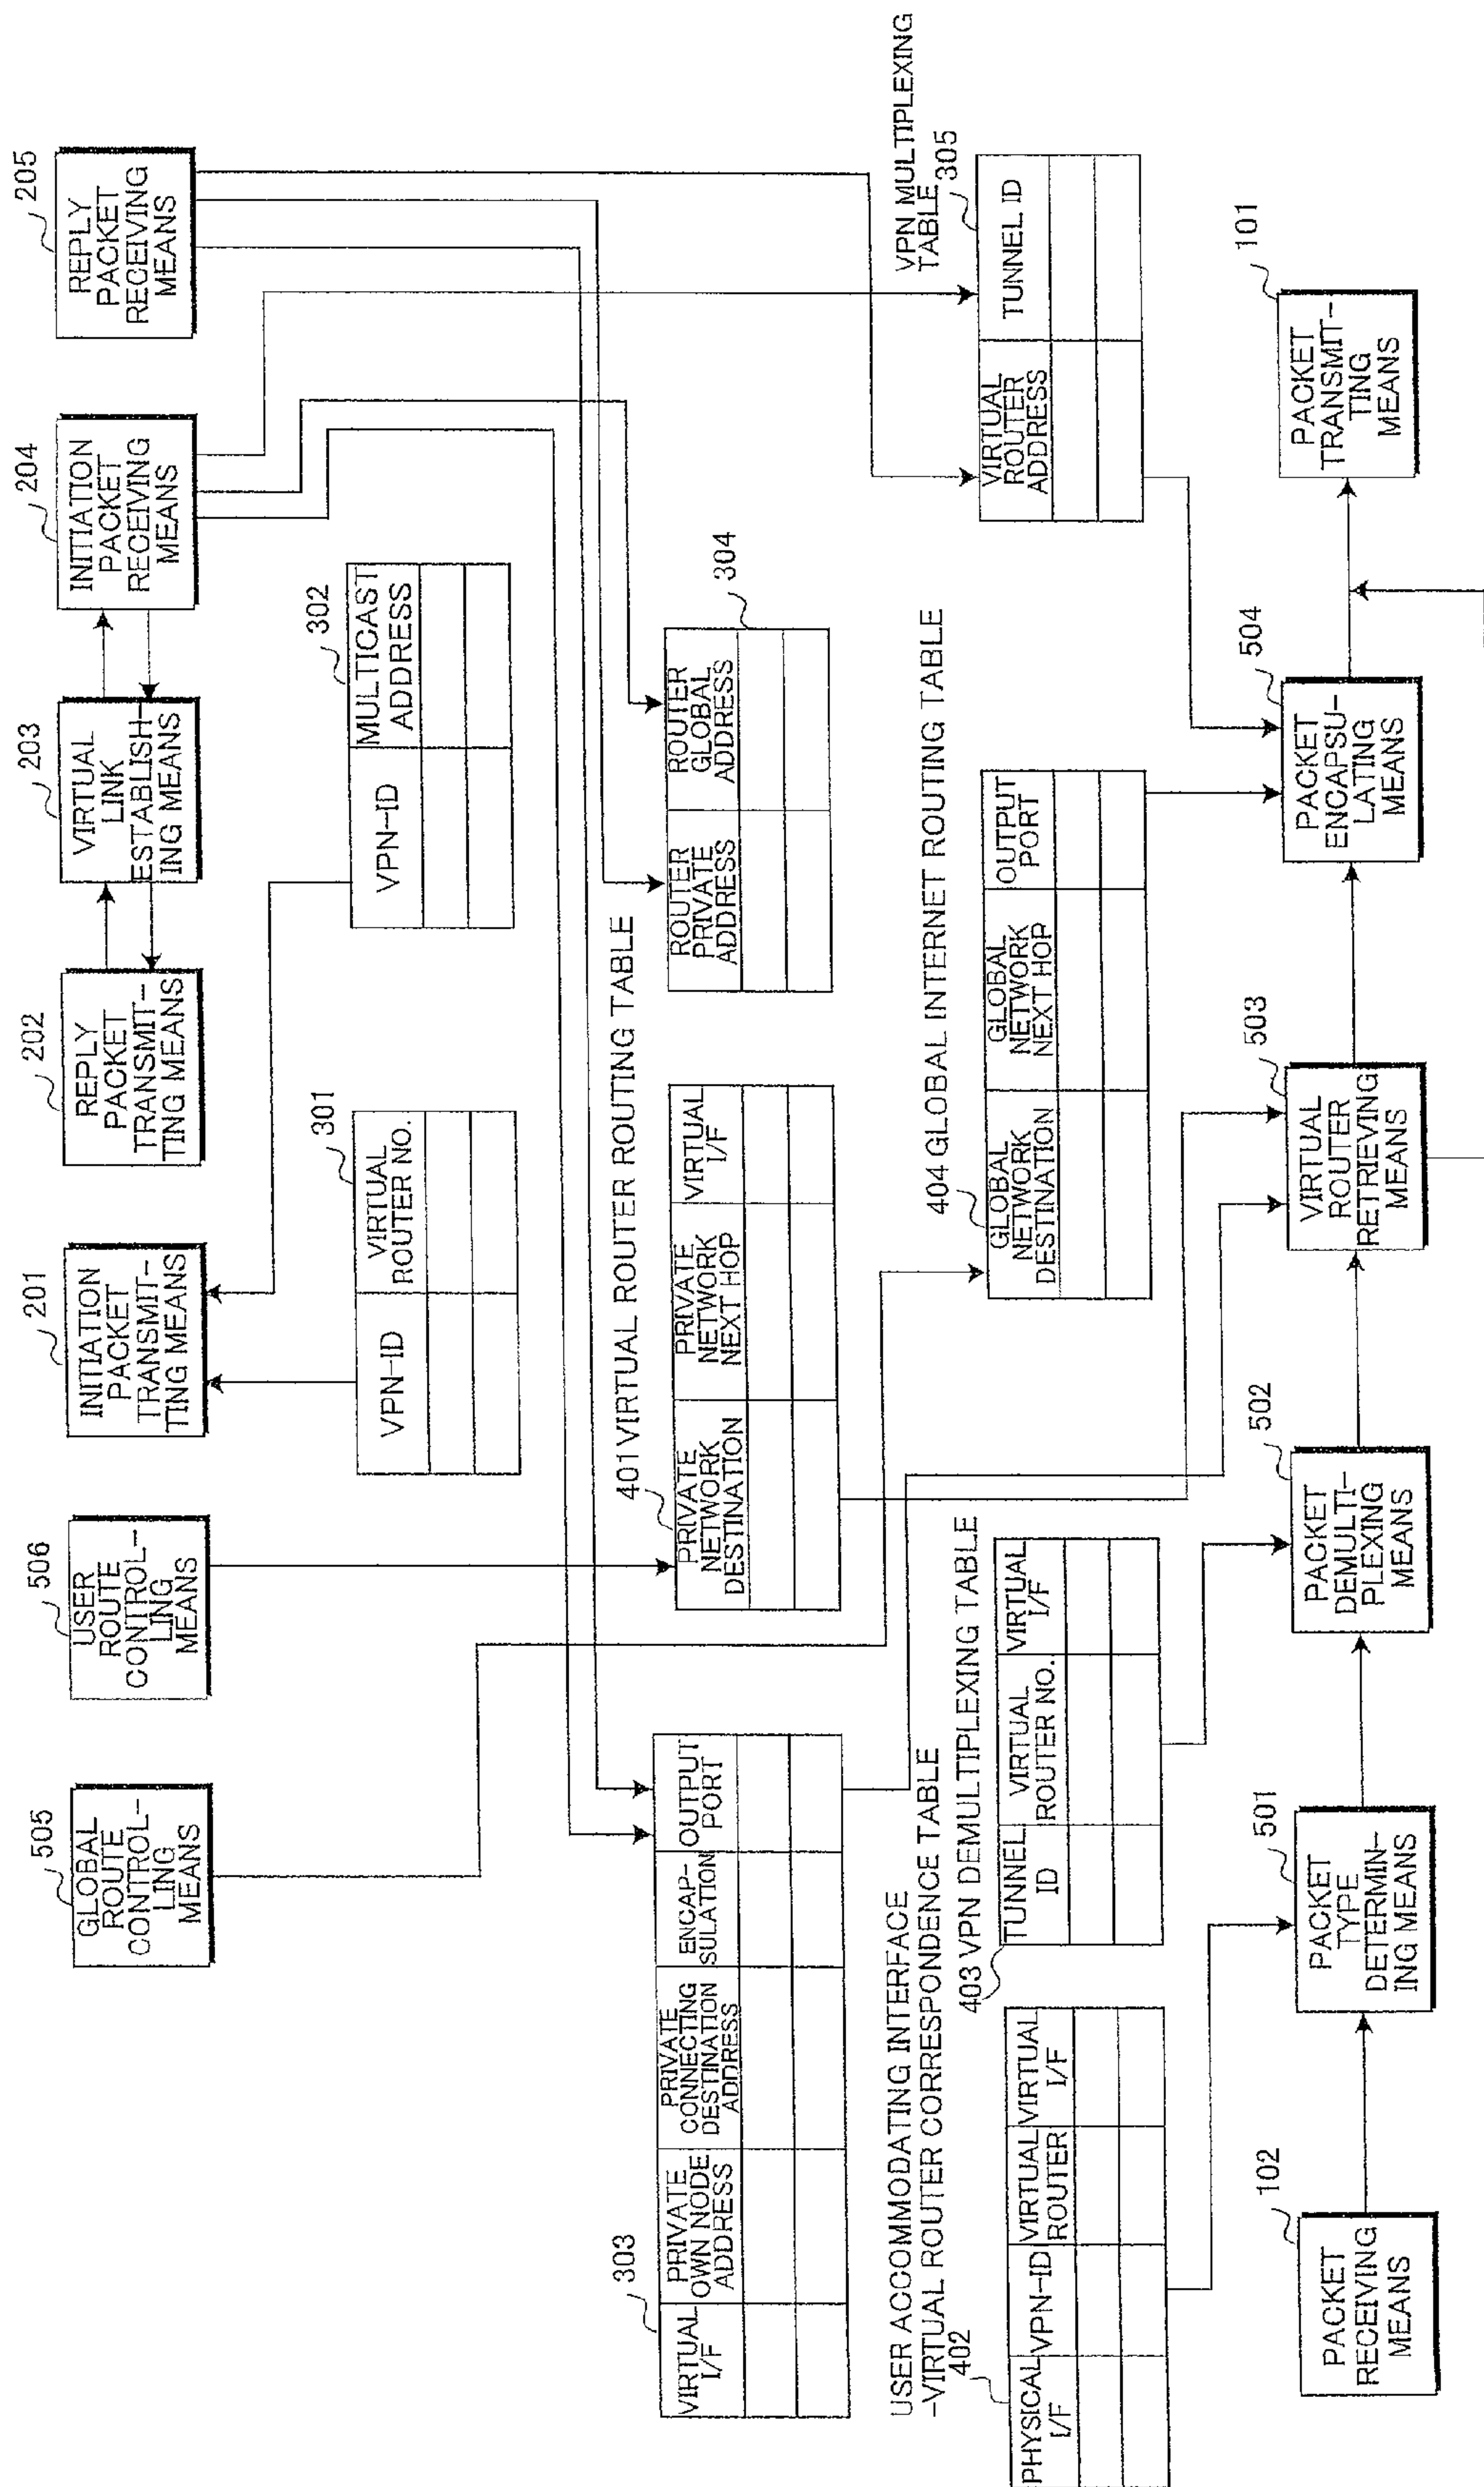 505
GLOBAL
ROUTE
CONTROL-
LING
MEANS
506
USER
ROUTE
CONTROL-
LING
MEANS
201
INITIATION
PACKET
TRANSMIT-
TING MEANS
202
REPLY
PACKET
TRANSMIT-
TING MEANS
203
VIRTUAL
LINK
ESTABLISH-
ING MEANS
204
INITIATION
PACKET
RECEIVING
MEANS
205
REPLY
PACKET
RECEIVING
MEANS
301
VPN-ID
VIRTUAL
ROUTER NO.
302
VPN-ID
MULTICAST
ADDRESS
303
VIRTUAL
I/F
PRIVATE
OWN NODE
ADDRESS
PRIVATE
CONNECTING
DESTINATION
ADDRESS
ENCAP-
SULATION
OUTPUT
PORT
401 VIRTUAL ROUTER ROUTING TABLE
PRIVATE
NETWORK
DESTINATION
PRIVATE
NETWORK
NEXT HOP
VIRTUAL
I/F
304
ROUTER
PRIVATE
ADDRESS
ROUTER
GLOBAL
ADDRESS
USER ACCOMMODATING INTERFACE
-VIRTUAL ROUTER CORRESPONDENCE TABLE
402
PHYSICAL
I/F
VPN-ID
VIRTUAL
ROUTER
VIRTUAL
I/F
403 VPN DEMULTIPLEXING TABLE
TUNNEL
ID
VIRTUAL
ROUTER NO.
VIRTUAL
I/F
404 GLOBAL INTERNET ROUTING TABLE
GLOBAL
NETWORK
DESTINATION
GLOBAL
NETWORK
NEXT HOP
OUTPUT
PORT
VPN MULTIPLEXING
TABLE
305
VIRTUAL
ROUTER
ADDRESS
TUNNEL ID
102
PACKET
RECEIVING
MEANS
501
PACKET
TYPE
DETERMIN-
ING MEANS
502
PACKET
DEMULTI-
PLEXING
MEANS
503
VIRTUAL
ROUTER
RETRIEVING
MEANS
504
PACKET
ENCAPSU-
LATING
MEANS
101
PACKET
TRANSMIT-
TING
MEANS